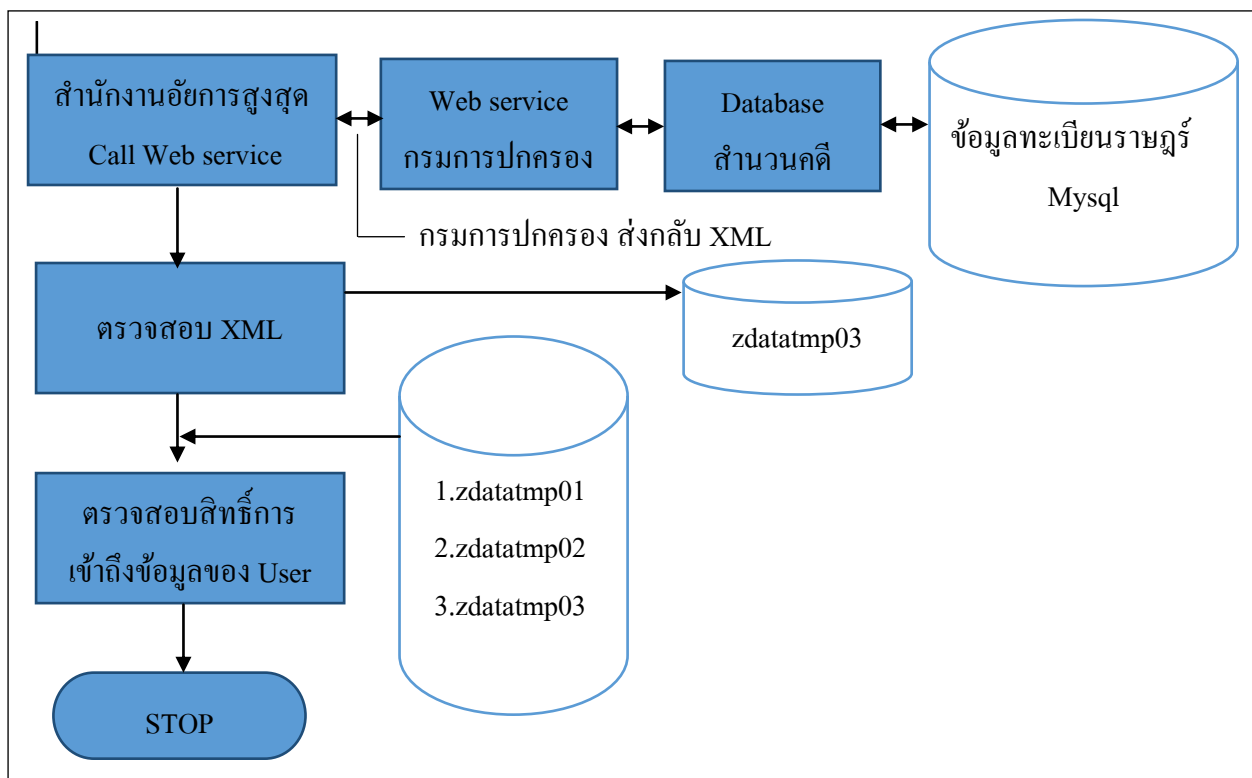 สำนักงานอัยการสูงสุด
Call Web service
Web service
กรมการปกครอง
Database
สำนวนคดี
ข้อมูลทะเบียนราษฎร์
Mysql
กรมการปกครอง ส่งกลับ XML
ตรวจสอบ XML
zdatatmp03
1.zdatatmp01
2.zdatatmp02
3.zdatatmp03
ตรวจสอบสิทธิ์การ
เข้าถึงข้อมูลของ User
STOP